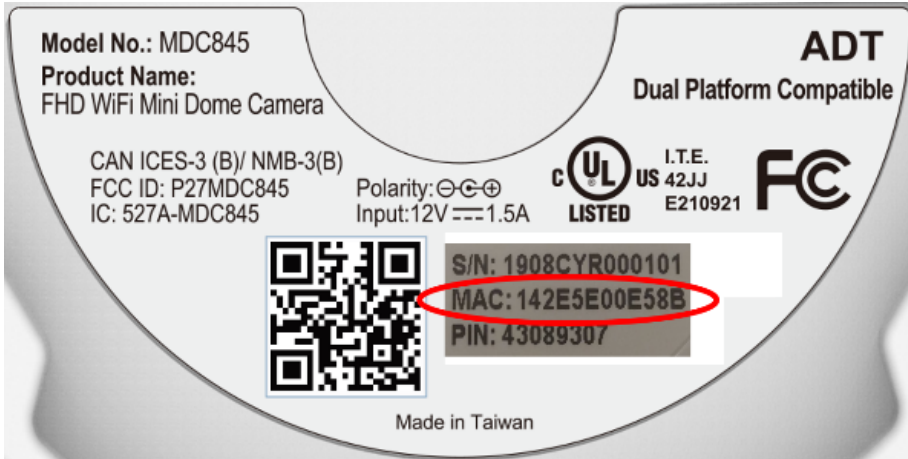 Model No.: MDC845
Product Name:
FHD WiFi Mini Dome Camera
ADT
Dual Platform Compatible
CAN ICES-3 (B)/ NMB-3(B)
FCC ID: P27MDC845
IC: 527A-MDC845
Polarity:
Input:12V 1.5A
C UL US
LISTED
I.T.E.
42JJ
E210921
FC
S/N: 1908CYR000101
MAC: 142E5E00E58B
PIN: 43089307
Made in Taiwan